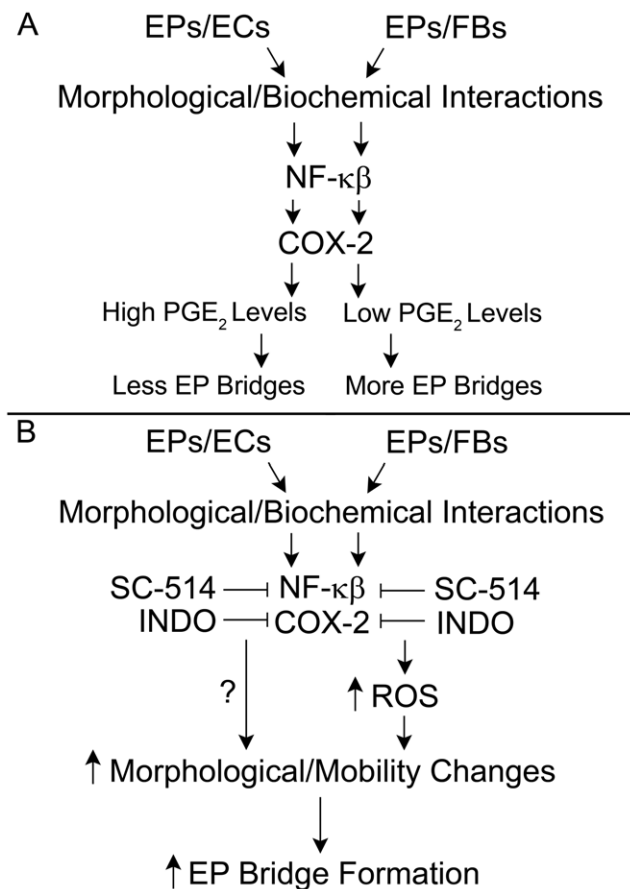 A
EPs/ECs EPs/FBs
Morphological/Biochemical Interactions
NF-κβ
COX-2
High PGE₂ Levels Low PGE₂ Levels
Less EP Bridges More EP Bridges
B
EPs/ECs EPs/FBs
Morphological/Biochemical Interactions
SC-514 NF-κβ SC-514
INDO COX-2 INDO
? ROS
Morphological/Mobility Changes
EP Bridge Formation